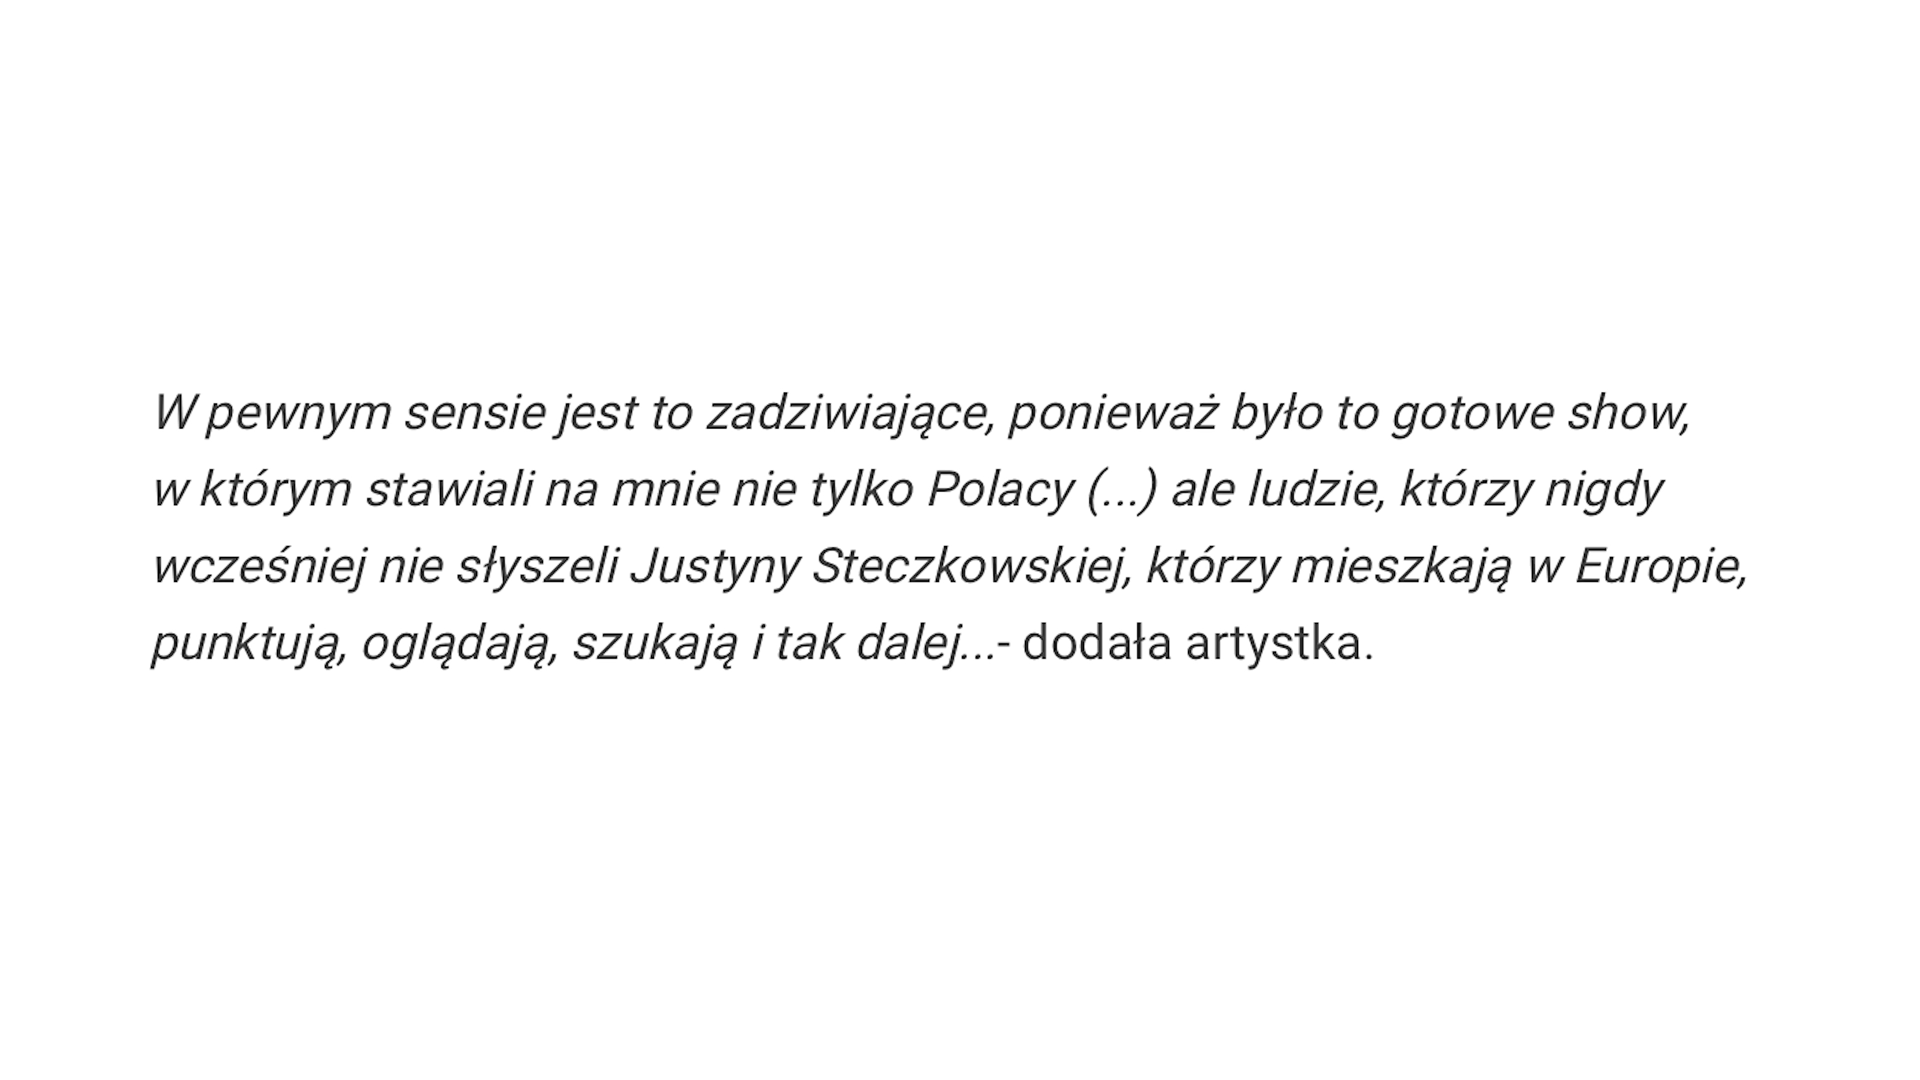 W pewnym sensie jest to zadziwiające, ponieważ było to gotowe show,
w którym stawiali na mnie nie tylko Polacy (...) ale ludzie, którzy nigdy
wcześniej nie słyszeli Justyny Steczkowskiej, którzy mieszkają w Europie,
punktują, oglądają, szukają i tak dalej...- dodała artystka.